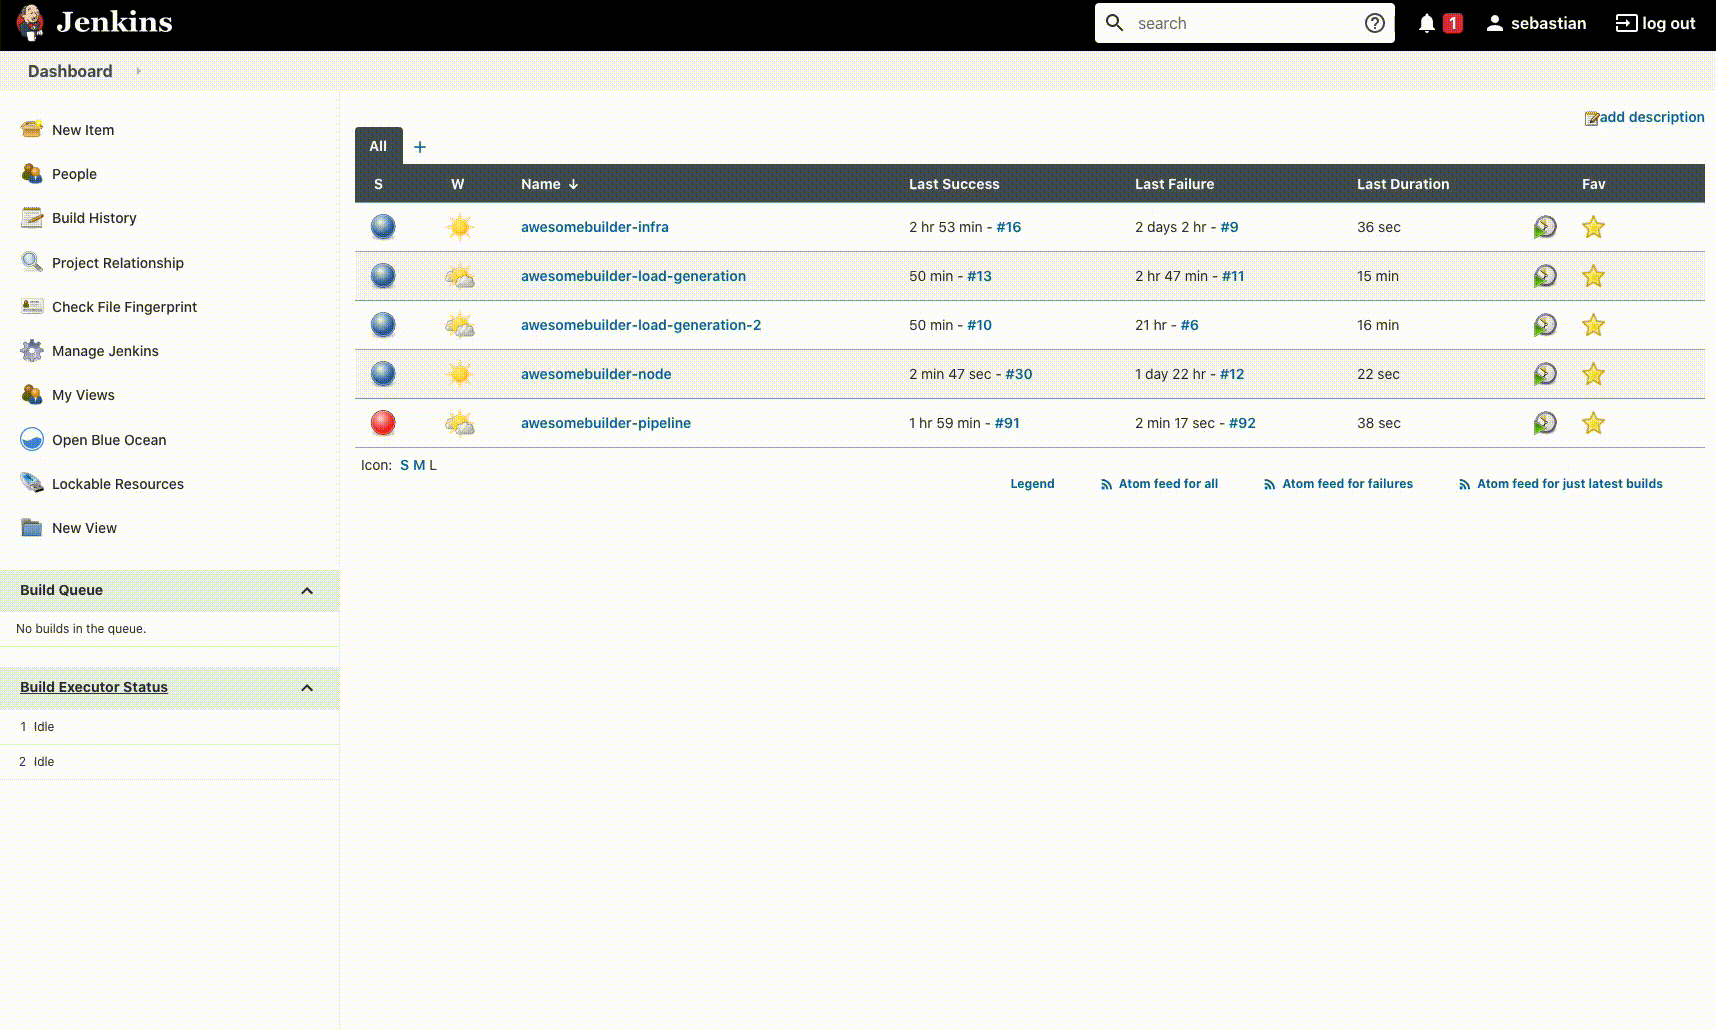 Jenkins
search
1
sebastian
log out
Dashboard
New Item
People
Build History
Project Relationship
Check File Fingerprint
Manage Jenkins
My Views
Open Blue Ocean
Lockable Resources
New View
Build Queue
No builds in the queue.
Build Executor Status
1 Idle
2 Idle
add description
All +
S W Name ↓ Last Success Last Failure Last Duration Fav
awesomebuilder-infra 2 hr 53 min - #16 2 days 2 hr - #9 36 sec
awesomebuilder-load-generation 50 min - #13 2 hr 47 min - #11 15 min
awesomebuilder-load-generation-2 50 min - #10 21 hr - #6 16 min
awesomebuilder-node 2 min 47 sec - #30 1 day 22 hr - #12 22 sec
awesomebuilder-pipeline 1 hr 59 min - #91 2 min 17 sec - #92 38 sec
Icon: S M L
Legend Atom feed for all Atom feed for failures Atom feed for just latest builds